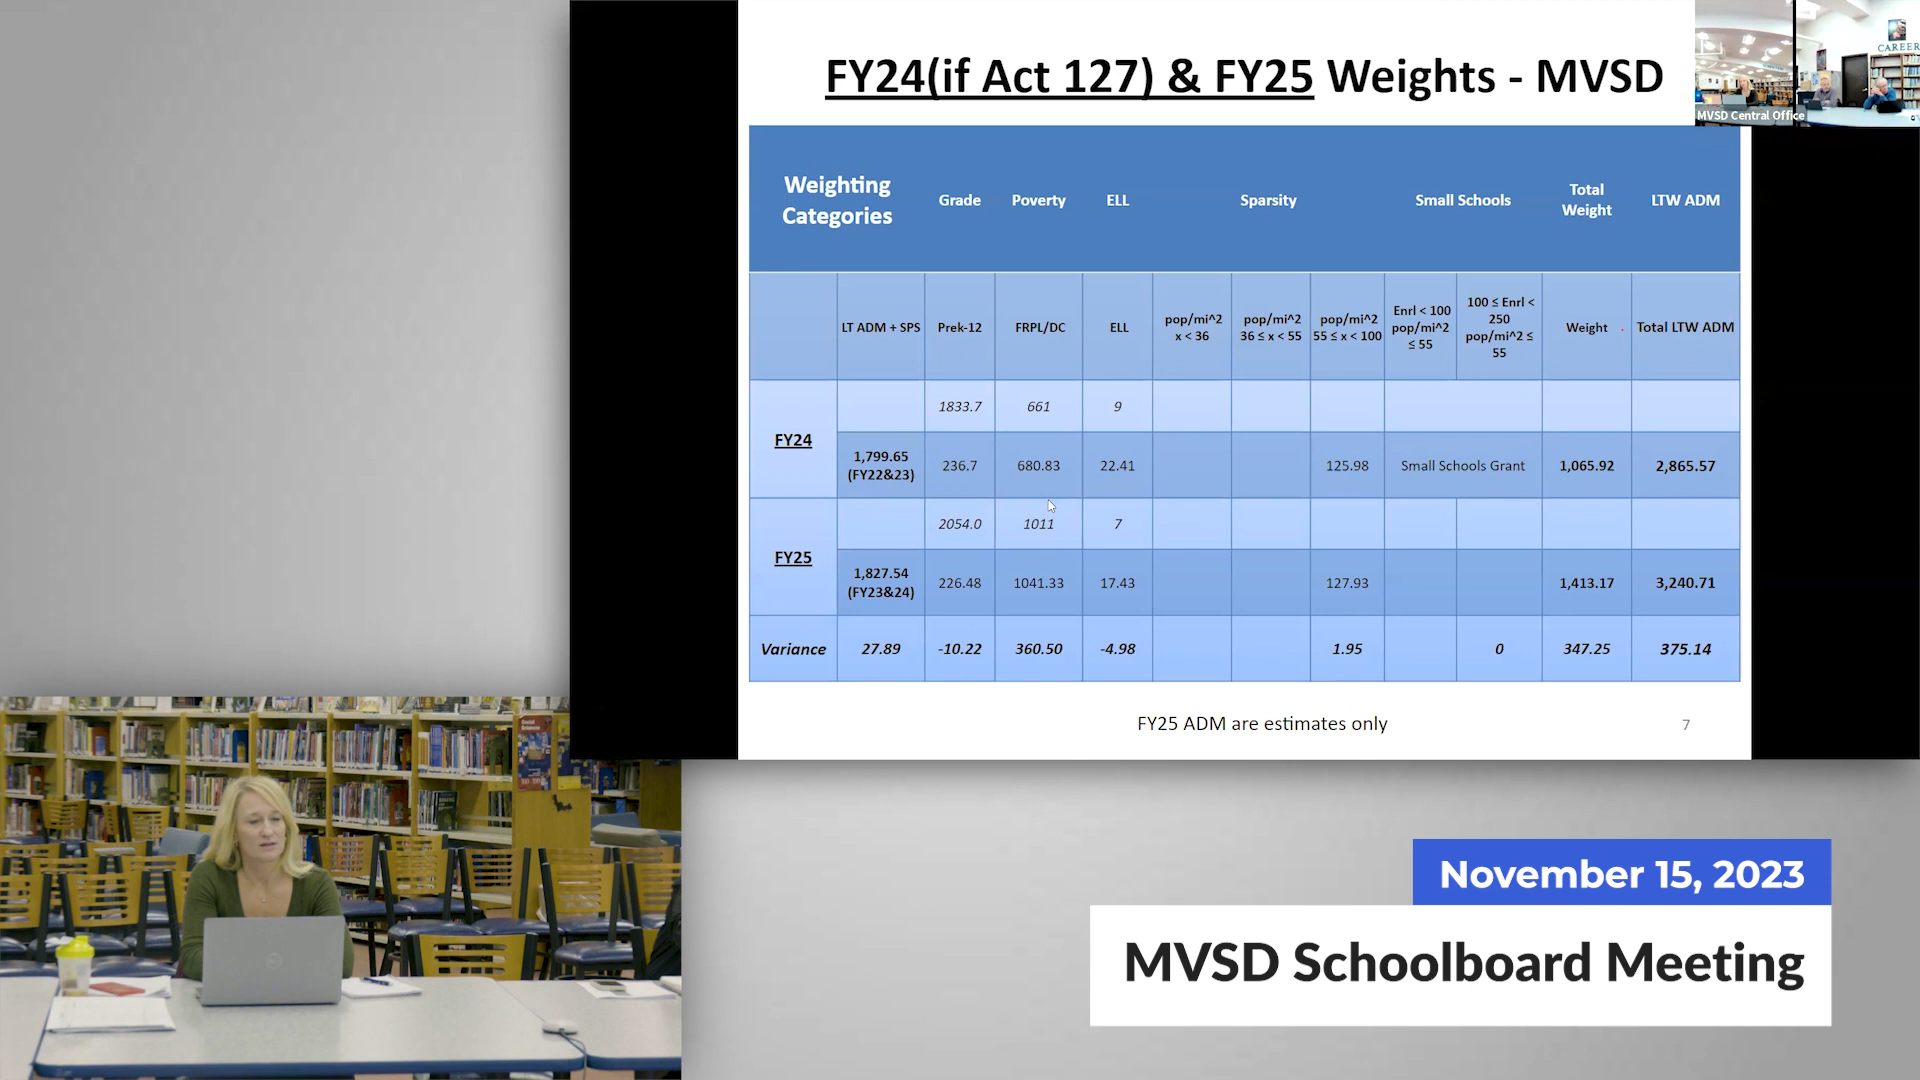 FY24(if Act 127) & FY25 Weights - MVSD
CAREER
MVSD Central Office
Weighting
Categories
Grade
Poverty
ELL
Sparsity
Small Schools
Total
Weight
LTW ADM
LT ADM + SPS
Prek-12
FRPL/DC
ELL
pop/mi^2
x < 36
pop/mi^2
36 ≤ x < 55
pop/mi^2
55 ≤ x < 100
Enrl < 100
pop/mi^2
≤ 55
100 ≤ Enrl <
250
pop/mi^2 ≤
55
Weight
Total LTW ADM
FY24
1833.7
661
9
1,799.65
(FY22&23)
236.7
680.83
22.41
125.98
Small Schools Grant
1,065.92
2,865.57
FY25
2054.0
1011
7
1,827.54
(FY23&24)
226.48
1041.33
17.43
127.93
1,413.17
3,240.71
Variance
27.89
-10.22
360.50
-4.98
1.95
0
347.25
375.14
FY25 ADM are estimates only
7
November 15, 2023
MVSD Schoolboard Meeting